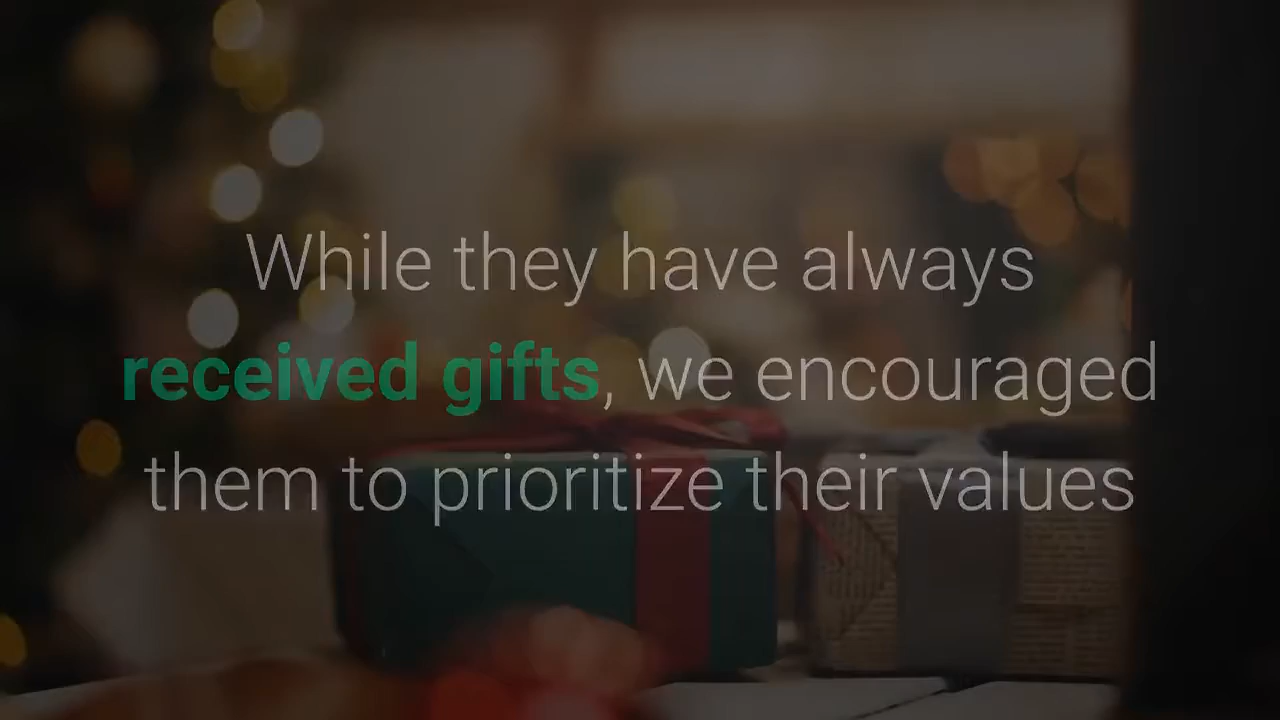 While they have always
received gifts, we encouraged
them to prioritize their values